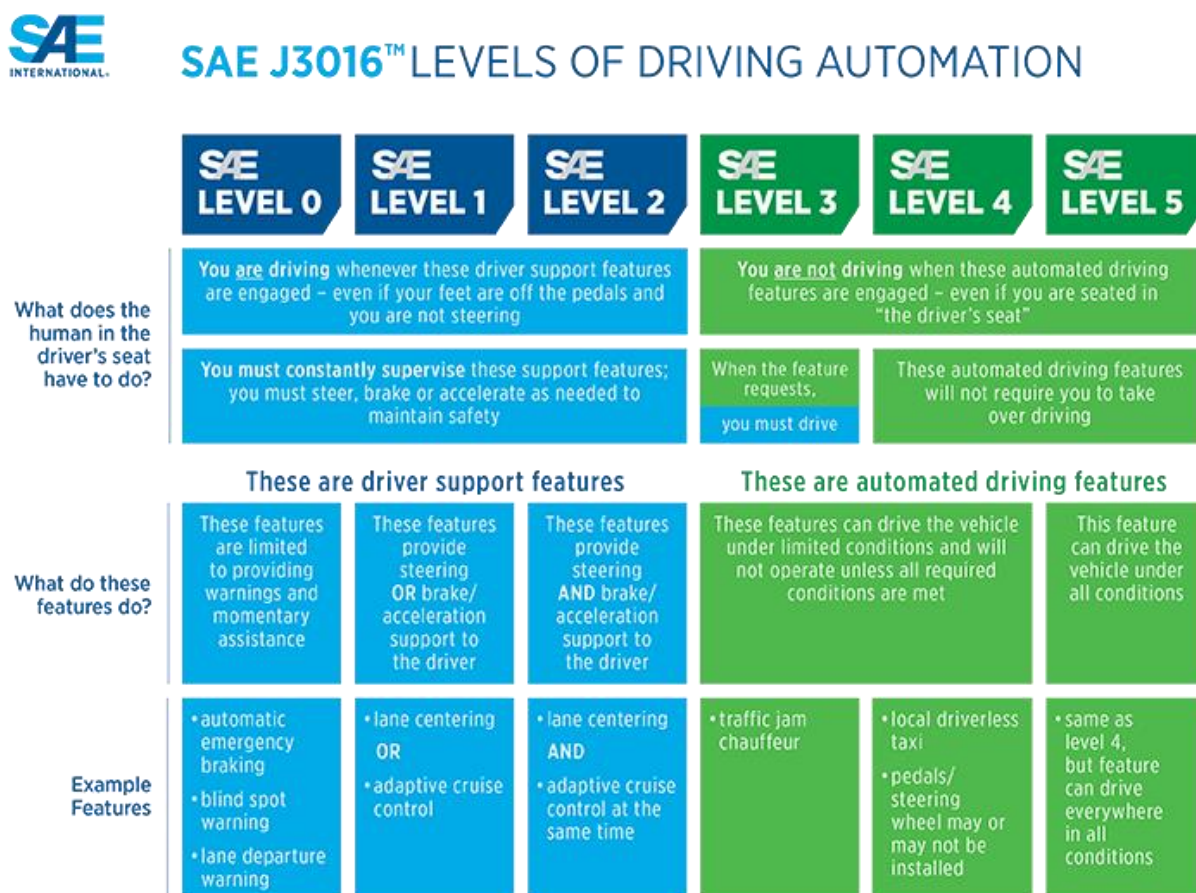 SAE
INTERNATIONAL®
SAE J3016™ LEVELS OF DRIVING AUTOMATION
SAE
LEVEL 0
SAE
LEVEL 1
SAE
LEVEL 2
SAE
LEVEL 3
SAE
LEVEL 4
SAE
LEVEL 5
What does the
human in the
driver's seat
have to do?
You are driving whenever these driver support features
are engaged – even if your feet are off the pedals and
you are not steering
You are not driving when these automated driving
features are engaged – even if you are seated in
“the driver's seat”
You must constantly supervise these support features;
you must steer, brake or accelerate as needed to
maintain safety
When the feature
requests,
you must drive
These automated driving features
will not require you to take
over driving
These are driver support features
These are automated driving features
What do these
features do?
These features
are limited
to providing
warnings and
momentary
assistance
These features
provide
steering
OR brake/
acceleration
support to
the driver
These features
provide
steering
AND brake/
acceleration
support to
the driver
These features can drive the vehicle
under limited conditions and will
not operate unless all required
conditions are met
This feature
can drive the
vehicle under
all conditions
Example
Features
• automatic
emergency
braking
• blind spot
warning
• lane departure
warning
• lane centering
OR
• adaptive cruise
control
• lane centering
AND
• adaptive cruise
control at the
same time
• traffic jam
chauffeur
• local driverless
taxi
• pedals/
steering
wheel may or
may not be
installed
• same as
level 4,
but feature
can drive
everywhere
in all
conditions